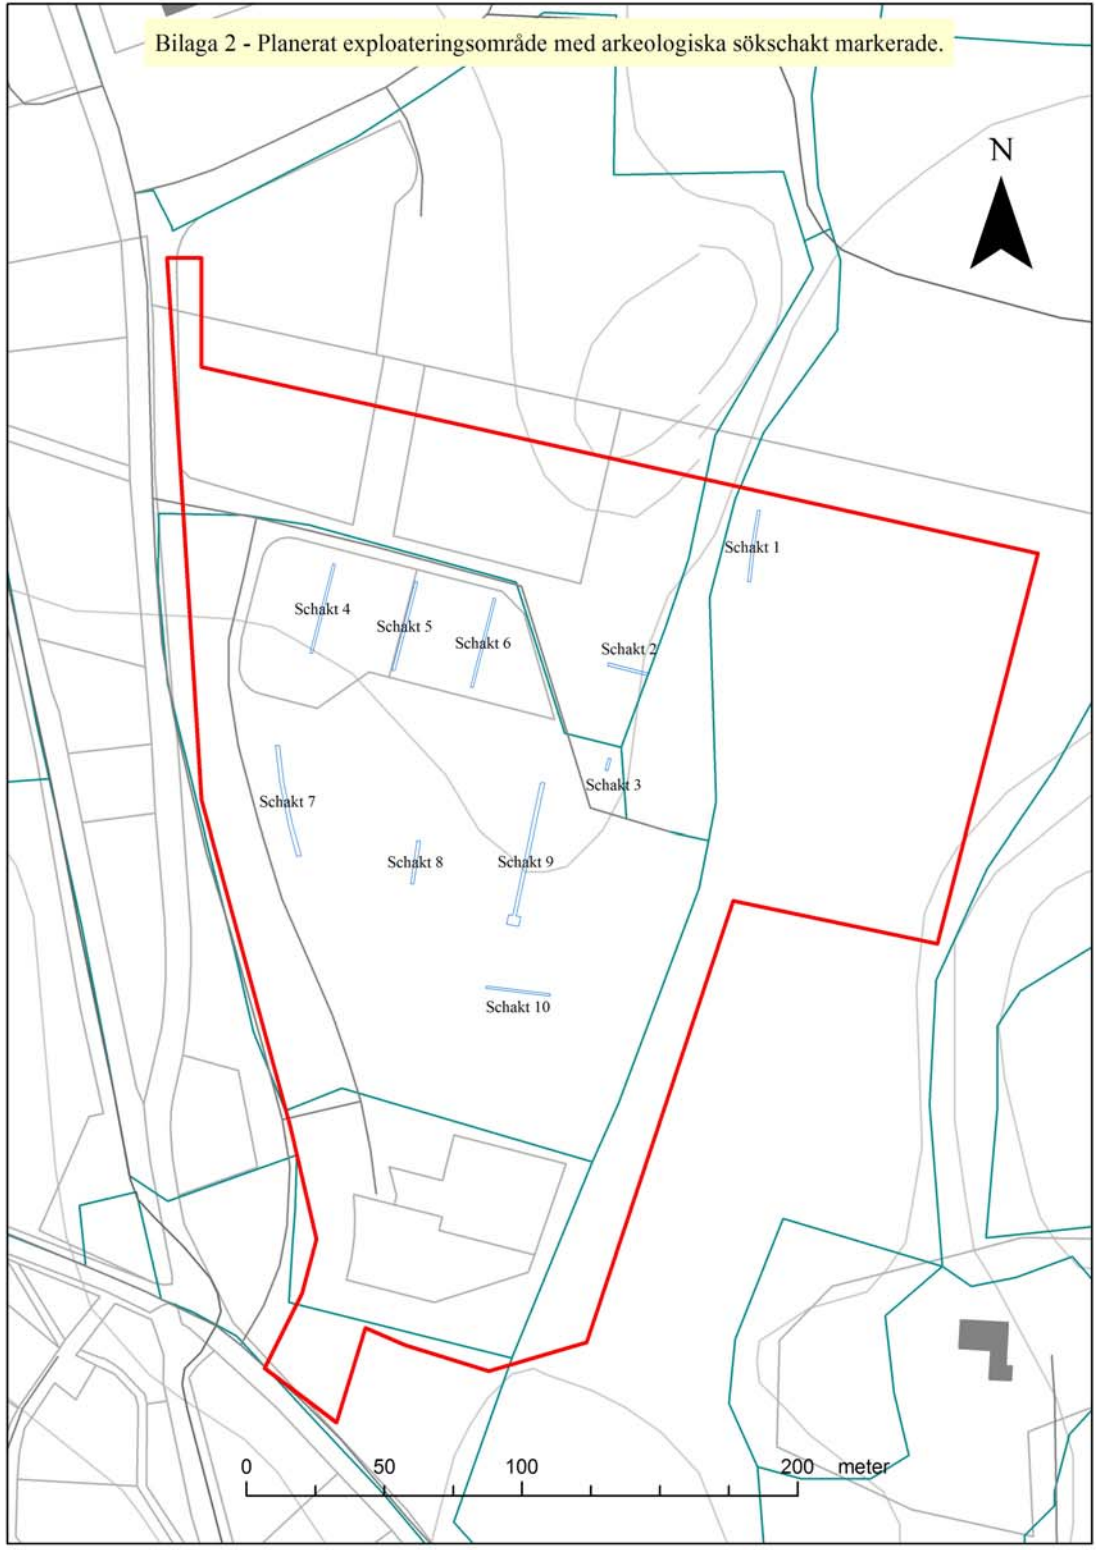 Bilaga 2 - Planerat exploateringsområde med arkeologiska sökschakt markerade.
N
Schakt 1
Schakt 4
Schakt 5
Schakt 6
Schakt 2
Schakt 3
Schakt 7
Schakt 8
Schakt 9
Schakt 10
0 50 100 200 meter